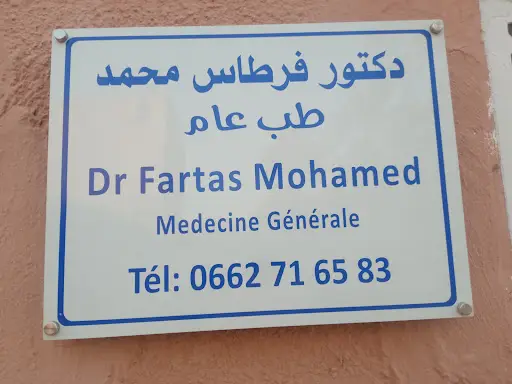 دكتور فرطاس محمد
طب عام
Dr Fartas Mohamed
Medecine Générale
Tél: 0662 71 65 83